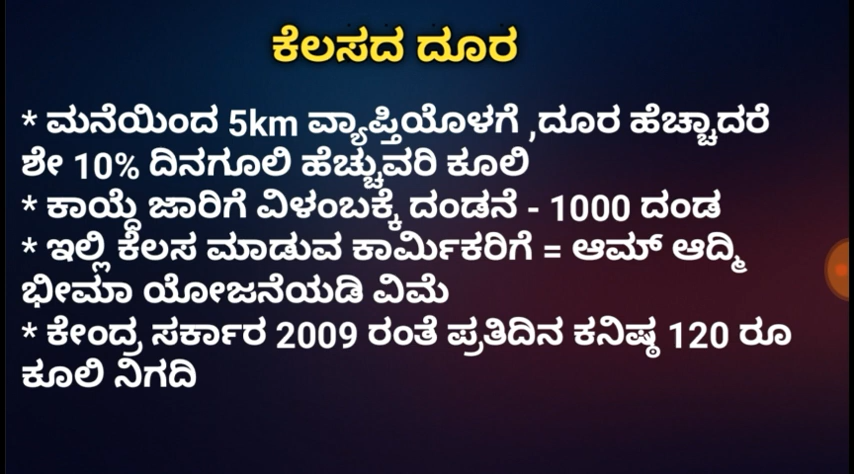 ಕೆಲಸದ ದೂರ
* ಮನೆಯಿಂದ 5km ವ್ಯಾಪ್ತಿಯೊಳಗೆ ,ದೂರ ಹೆಚ್ಚಾದರೆ
ಶೇ 10% ದಿನಗೂಲಿ ಹೆಚ್ಚುವರಿ ಕೂಲಿ
* ಕಾಯ್ದೆ ಜಾರಿಗೆ ವಿಳಂಬಕ್ಕೆ ದಂಡನೆ - 1000 ದಂಡ
* ಇಲ್ಲಿ ಕೆಲಸ ಮಾಡುವ ಕಾರ್ಮಿಕರಿಗೆ = ಆಮ್ ಆದ್ಮಿ
ಭೀಮಾ ಯೋಜನೆಯಡಿ ವಿಮೆ
* ಕೇಂದ್ರ ಸರ್ಕಾರ 2009 ರಂತೆ ಪ್ರತಿದಿನ ಕನಿಷ್ಠ 120 ರೂ
ಕೂಲಿ ನಿಗದಿ